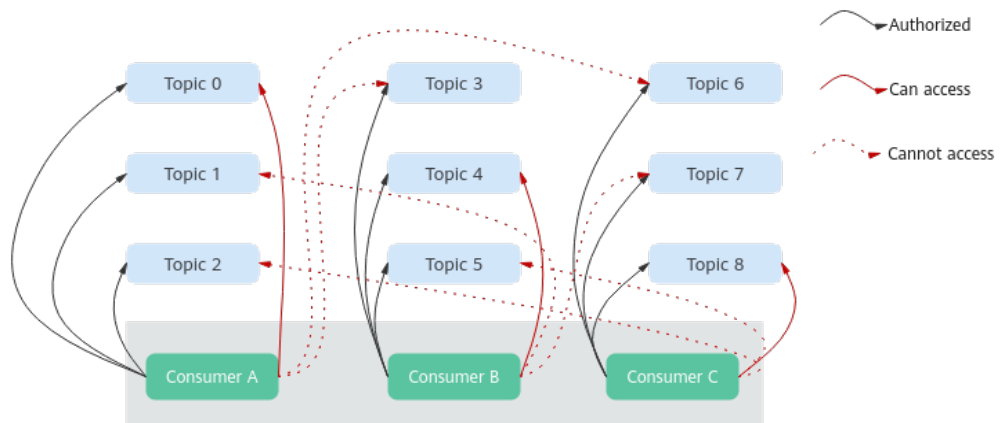 Authorized
Topic 0
Topic 3
Topic 6
Can access
Cannot access
Topic 1
Topic 4
Topic 7
Topic 2
Topic 5
Topic 8
Consumer A
Consumer B
Consumer C